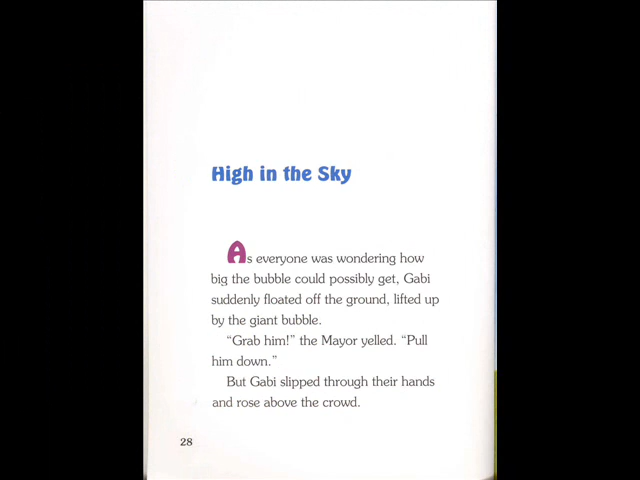 High in the Sky
As everyone was wondering how
big the bubble could possibly get, Gabi
suddenly floated off the ground, lifted up
by the giant bubble.
“Grab him!” the Mayor yelled. “Pull
him down.”
But Gabi slipped through their hands
and rose above the crowd.
28